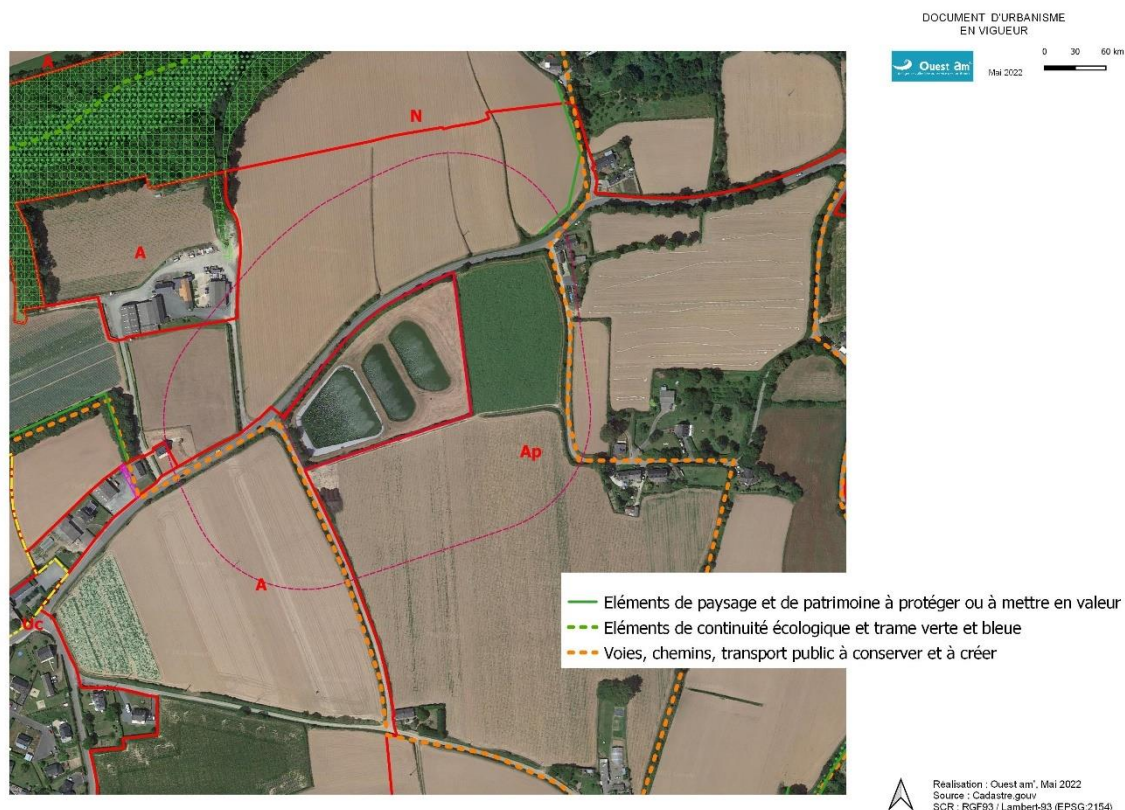 DOCUMENT D'URBANISME
EN VIGUEUR
0 30 60 km
Ouest am'
Mai 2022
A
N
A
Ap
A
Uc
Eléments de paysage et de patrimoine à protéger ou à mettre en valeur
Eléments de continuité écologique et trame verte et bleue
Voies, chemins, transport public à conserver et à créer
Réalisation : Ouest am', Mai 2022
Source : Cadastre.gouv
SCR : RGF93 / Lambert-93 (EPSG:2154)